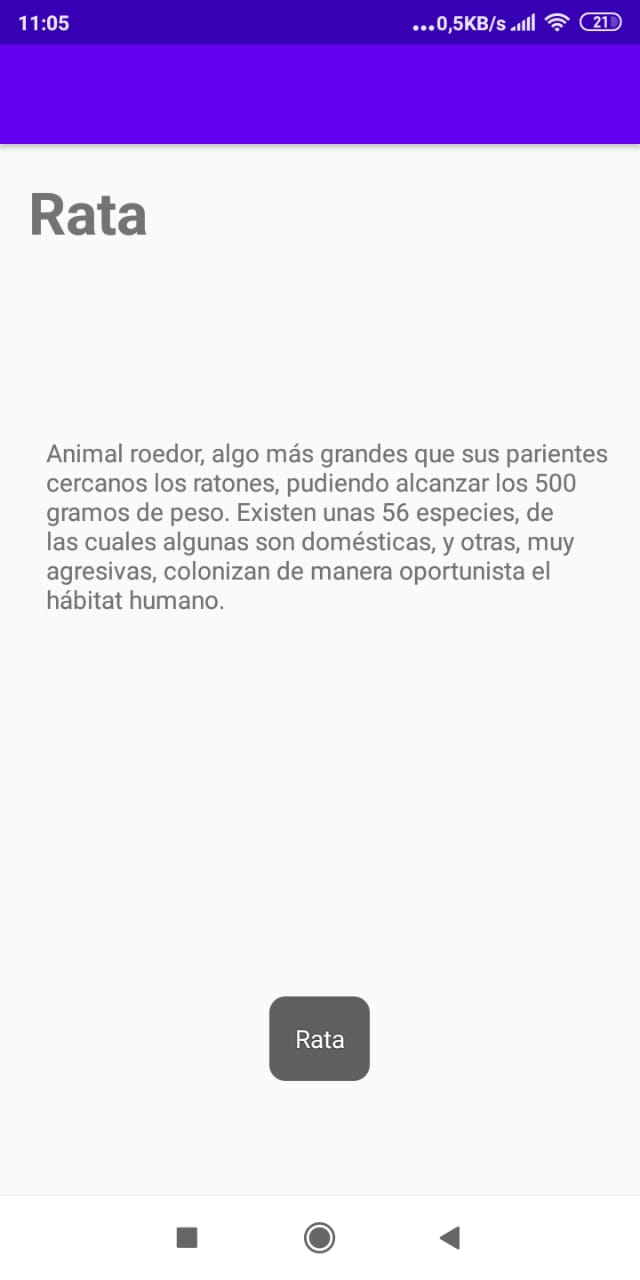 11:05
...0,5KB/s
21
Rata
Animal roedor, algo más grandes que sus parientes
cercanos los ratones, pudiendo alcanzar los 500
gramos de peso. Existen unas 56 especies, de
las cuales algunas son domésticas, y otras, muy
agresivas, colonizan de manera oportunista el
hábitat humano.
Rata